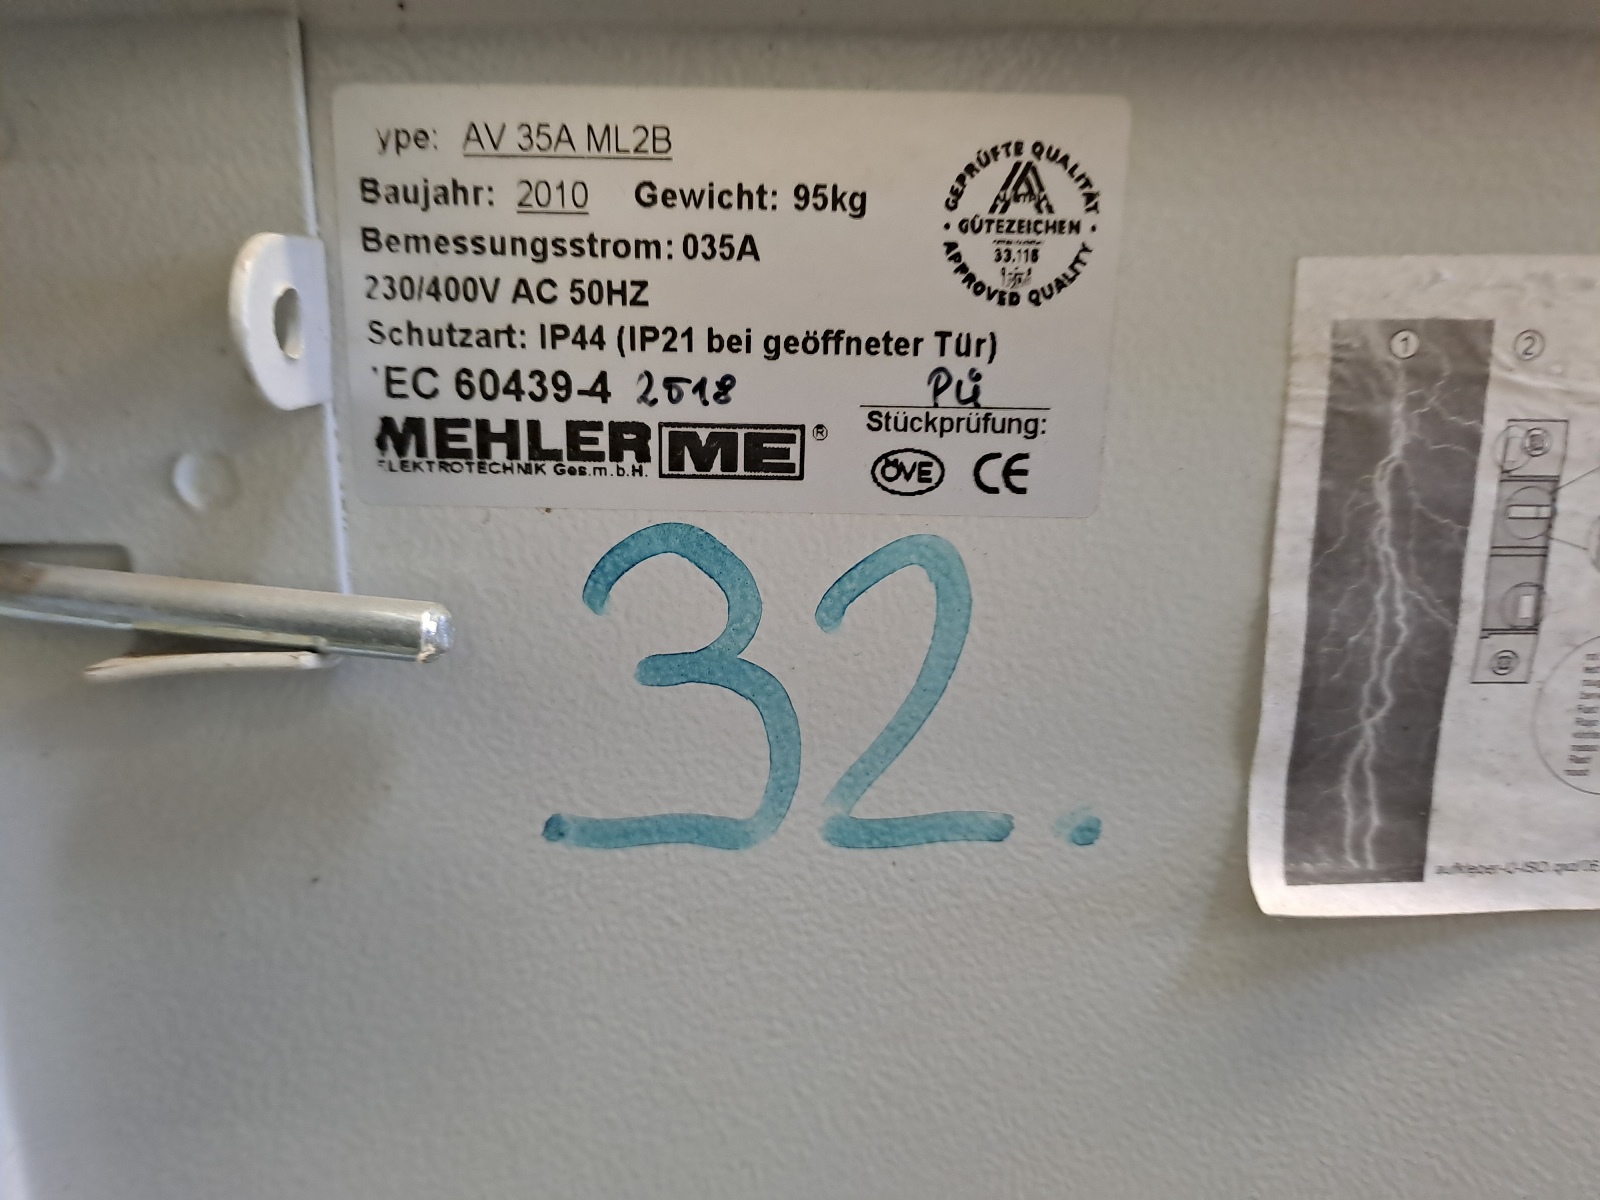 ype: AV 35A ML2B
Baujahr: 2010 Gewicht: 95kg
Bemessungsstrom: 035A
230/400V AC 50HZ
Schutzart: IP44 (IP21 bei geöffneter Tür)
EC 60439-4 2518
Pü
Stückprüfung:
MEHLER ME ®
ELEKTROTECHNIK Ges.m.b.H.
ÖVE CE
GEPRÜFTE QUALITÄT
· GÜTEZEICHEN ·
33.118
APPROVED QUALITY
32.
1 2